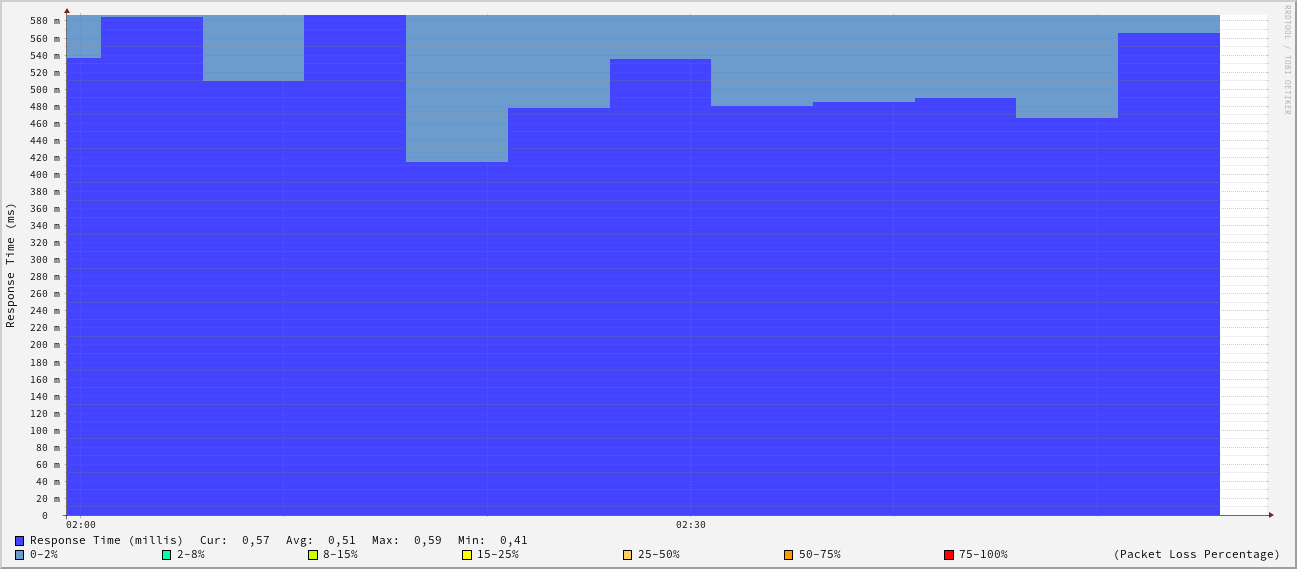 RRDTOOL / TOBI OETIKER
Response Time (ms)
580 m
560 m
540 m
520 m
500 m
480 m
460 m
440 m
420 m
400 m
380 m
360 m
340 m
320 m
300 m
280 m
260 m
240 m
220 m
200 m
180 m
160 m
140 m
120 m
100 m
80 m
60 m
40 m
20 m
0
02:00 02:30
Response Time (millis) Cur: 0,57 Avg: 0,51 Max: 0,59 Min: 0,41
0-2% 2-8% 8-15% 15-25% 25-50% 50-75% 75-100% (Packet Loss Percentage)